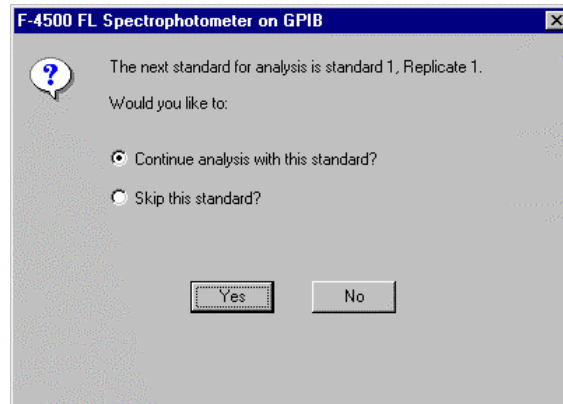 F-4500 FL Spectrophotometer on GPIB
The next standard for analysis is standard 1, Replicate 1.
Would you like to:
Continue analysis with this standard?
Skip this standard?
Yes No